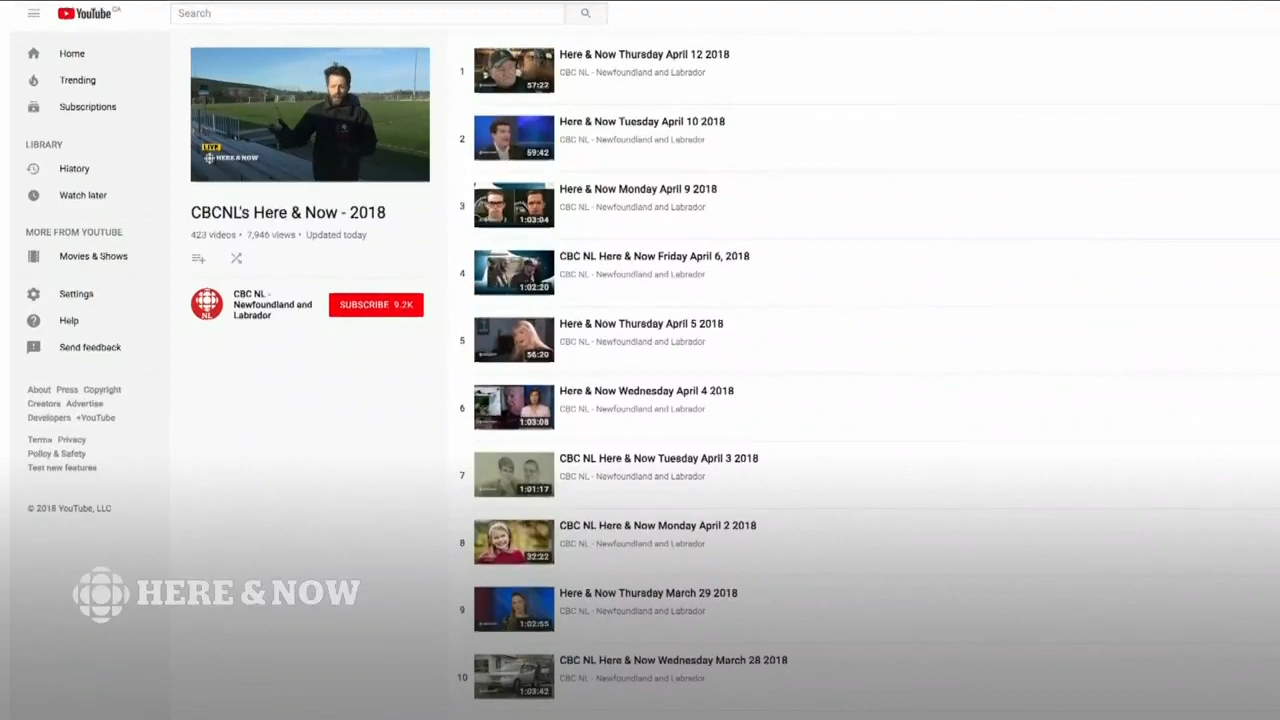 YouTube CA
Search
Home
Trending
Subscriptions
LIBRARY
History
Watch later
MORE FROM YOUTUBE
Movies & Shows
Settings
Help
Send feedback
About Press Copyright
Creators Advertise
Developers +YouTube
Terms Privacy
Policy & Safety
Test new features
© 2018 YouTube, LLC
LIVE
HERE & NOW
CBCNL's Here & Now - 2018
423 videos • 7,946 views • Updated today
NL
CBC NL -
Newfoundland and
Labrador
SUBSCRIBE 9.2K
1
57:22
Here & Now Thursday April 12 2018
CBC NL - Newfoundland and Labrador
2
59:42
Here & Now Tuesday April 10 2018
CBC NL - Newfoundland and Labrador
3
1:03:04
Here & Now Monday April 9 2018
CBC NL - Newfoundland and Labrador
4
1:02:20
CBC NL Here & Now Friday April 6, 2018
CBC NL - Newfoundland and Labrador
5
56:20
Here & Now Thursday April 5 2018
CBC NL - Newfoundland and Labrador
6
1:03:08
Here & Now Wednesday April 4 2018
CBC NL - Newfoundland and Labrador
7
1:01:17
CBC NL Here & Now Tuesday April 3 2018
CBC NL - Newfoundland and Labrador
8
CBC NL Here & Now Monday April 2 2018
CBC NL - Newfoundland and Labrador
9
1:02:55
Here & Now Thursday March 29 2018
CBC NL - Newfoundland and Labrador
10
1:03:42
CBC NL Here & Now Wednesday March 28 2018
CBC NL - Newfoundland and Labrador
HERE & NOW